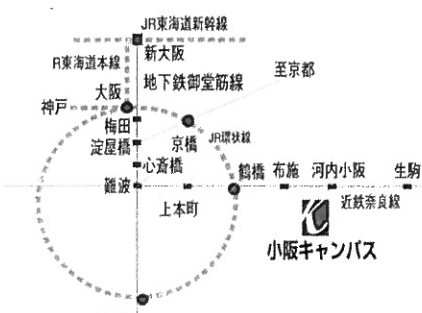 JR東海道新幹線
新大阪
R東海道本線
地下鉄御堂筋線
至京都
大阪
神戸
梅田
京橋
JR環状線
淀屋橋
心斎橋
鶴橋
布施
河内小阪
生駒
難波
上本町
近鉄奈良線
小阪キャンパス